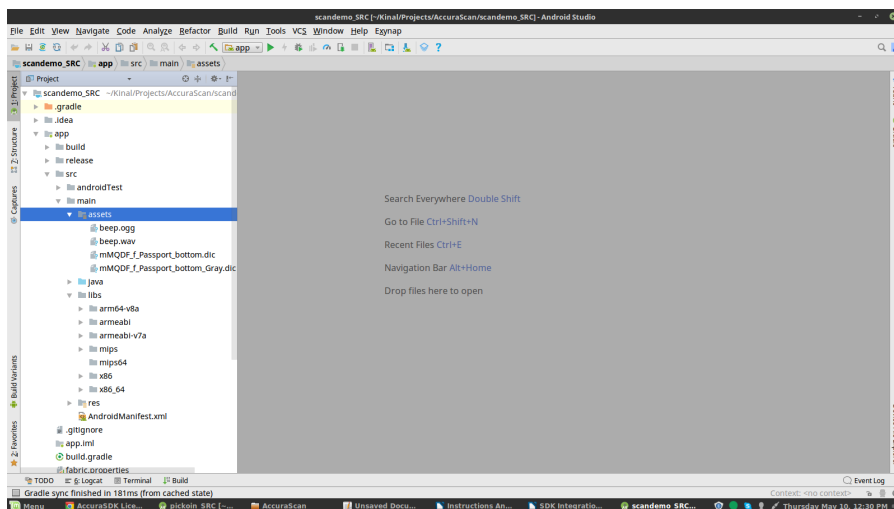 scandemo_SRC [~/Kinal/Projects/AccuraScan/scandemo_SRC] - Android Studio
File Edit View Navigate Code Analyze Refactor Build Run Tools VCS Window Help Exynap
app
scandemo_SRC app src main assets
Project
1: Project
scandemo_SRC ~/Kinal/Projects/AccuraScan/scand
.gradle
.idea
app
build
release
src
androidTest
main
assets
beep.ogg
beep.wav
mMQDF_f_Passport_bottom.dic
mMQDF_f_Passport_bottom_Gray.dic
java
libs
arm64-v8a
armeabi
armeabi-v7a
mips
mips64
x86
x86_64
res
AndroidManifest.xml
.gitignore
app.iml
build.gradle
fabric.properties
Z: Structure
Captures
Build Variants
2: Favorites
Search Everywhere Double Shift
Go to File Ctrl+Shift+N
Recent Files Ctrl+E
Navigation Bar Alt+Home
Drop files here to open
TODO 6: Logcat Terminal Build Event Log
Gradle sync finished in 181ms (from cached state) Context: <no context>
Menu AccuraSDK Lice... pickoin_SRC [~... AccuraScan Unsaved Docu... Instructions An... SDK Integratio... scandemo_SRC... Thursday May 10, 12:30 PM